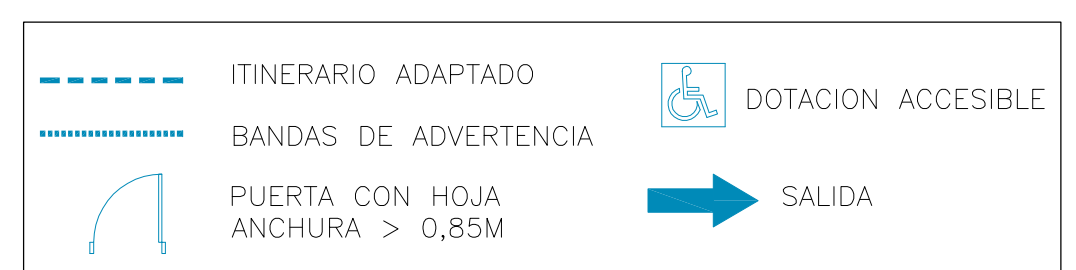 ITINERARIO ADAPTADO
BANDAS DE ADVERTENCIA
PUERTA CON HOJA
ANCHURA > 0,85M
DOTACION ACCESIBLE
SALIDA